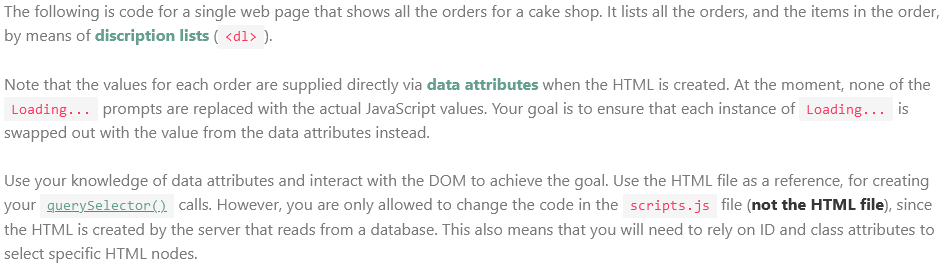 The following is code for a single web page that shows all the orders for a cake shop. It lists all the orders, and the items in the order,
by means of discription lists ( <dl> ).
Note that the values for each order are supplied directly via data attributes when the HTML is created. At the moment, none of the
Loading... prompts are replaced with the actual JavaScript values. Your goal is to ensure that each instance of Loading... is
swapped out with the value from the data attributes instead.
Use your knowledge of data attributes and interact with the DOM to achieve the goal. Use the HTML file as a reference, for creating
your querySelector() calls. However, you are only allowed to change the code in the scripts.js file (not the HTML file), since
the HTML is created by the server that reads from a database. This also means that you will need to rely on ID and class attributes to
select specific HTML nodes.